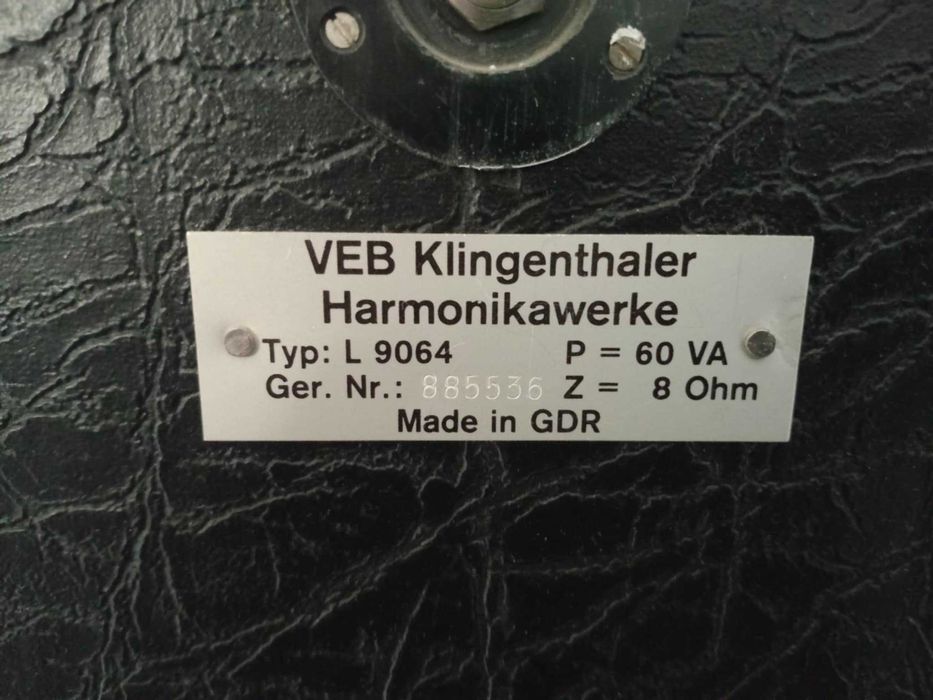 VEB Klingenthaler
Harmonikawerke
Typ: L 9064 P = 60 VA
Ger. Nr.: 885536 Z = 8 Ohm
Made in GDR